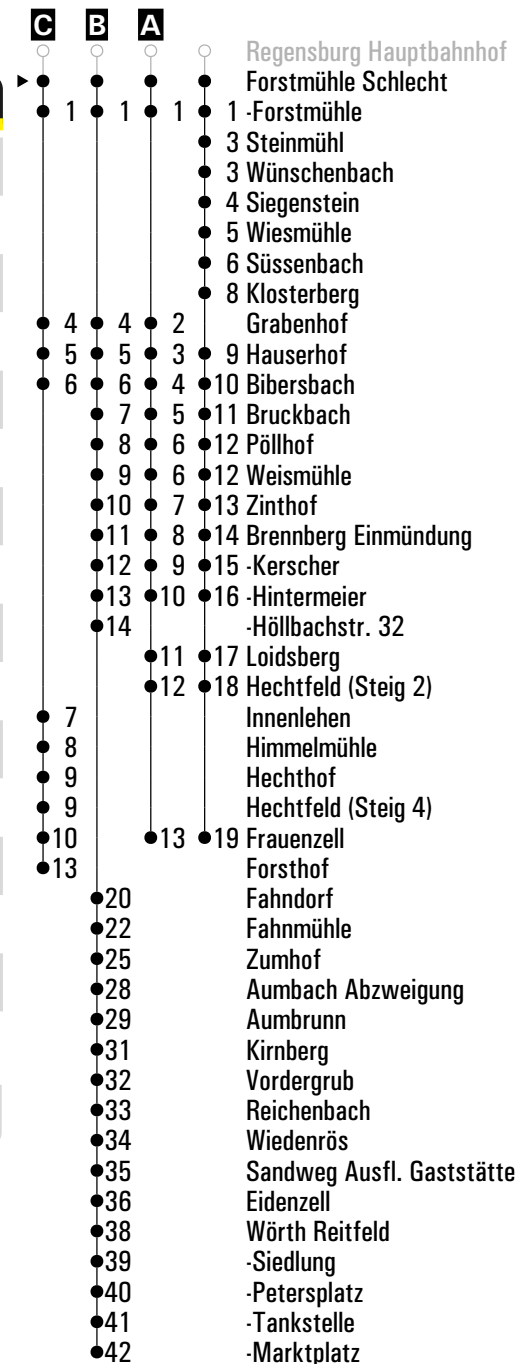 C B A
Regensburg Hauptbahnhof
Forstmühle Schlecht
1 1 1 1 -Forstmühle
3 Steinmühl
3 Wünschenbach
4 Siegenstein
5 Wiesmühle
6 Süssenbach
8 Klosterberg
4 4 2 Grabenhof
5 5 3 9 Hauserhof
6 6 4 10 Bibersbach
7 5 11 Bruckbach
8 6 12 Pöllhof
9 6 12 Weismühle
10 7 13 Zinthof
11 8 14 Brennberg Einmündung
12 9 15 -Kerscher
13 10 16 -Hintermeier
14 -Höllbachstr. 32
11 17 Loidsberg
12 18 Hechtfeld (Steig 2)
7 Innenlehen
8 Himmelmühle
9 Hechthof
9 Hechtfeld (Steig 4)
10 13 19 Frauenzell
13 Forsthof
20 Fahndorf
22 Fahnmühle
25 Zumhof
28 Aumbach Abzweigung
29 Aumbrunn
31 Kirnberg
32 Vordergrub
33 Reichenbach
34 Wiedenrös
35 Sandweg Ausfl. Gaststätte
36 Eidenzell
38 Wörth Reitfeld
39 -Siedlung
40 -Petersplatz
41 -Tankstelle
42 -Marktplatz